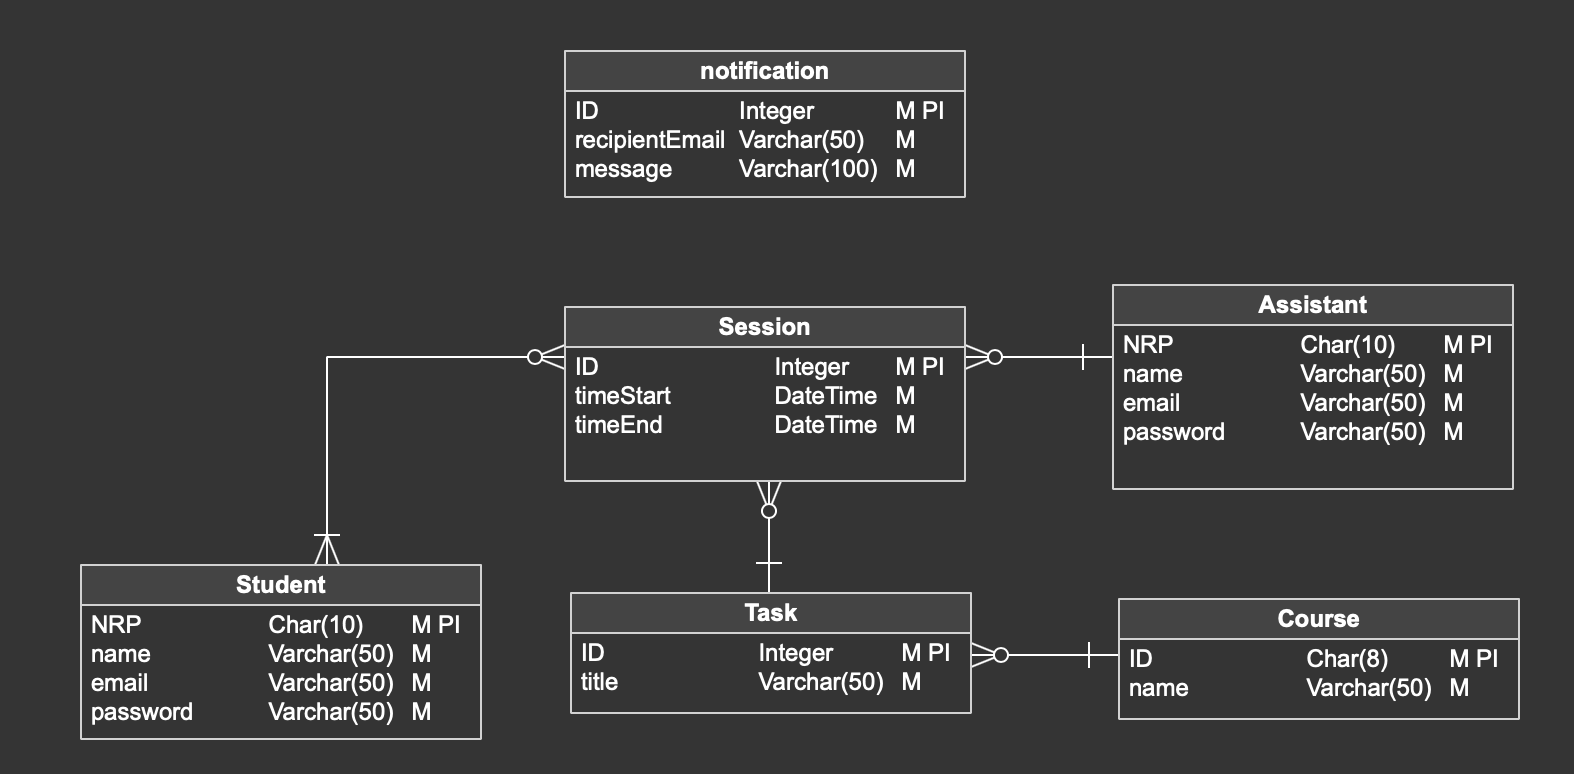 notification
ID Integer M PI
recipientEmail Varchar(50) M
message Varchar(100) M
Session
ID Integer M PI
timeStart DateTime M
timeEnd DateTime M
Assistant
NRP Char(10) M PI
name Varchar(50) M
email Varchar(50) M
password Varchar(50) M
Student
NRP Char(10) M PI
name Varchar(50) M
email Varchar(50) M
password Varchar(50) M
Task
ID Integer M PI
title Varchar(50) M
Course
ID Char(8) M PI
name Varchar(50) M